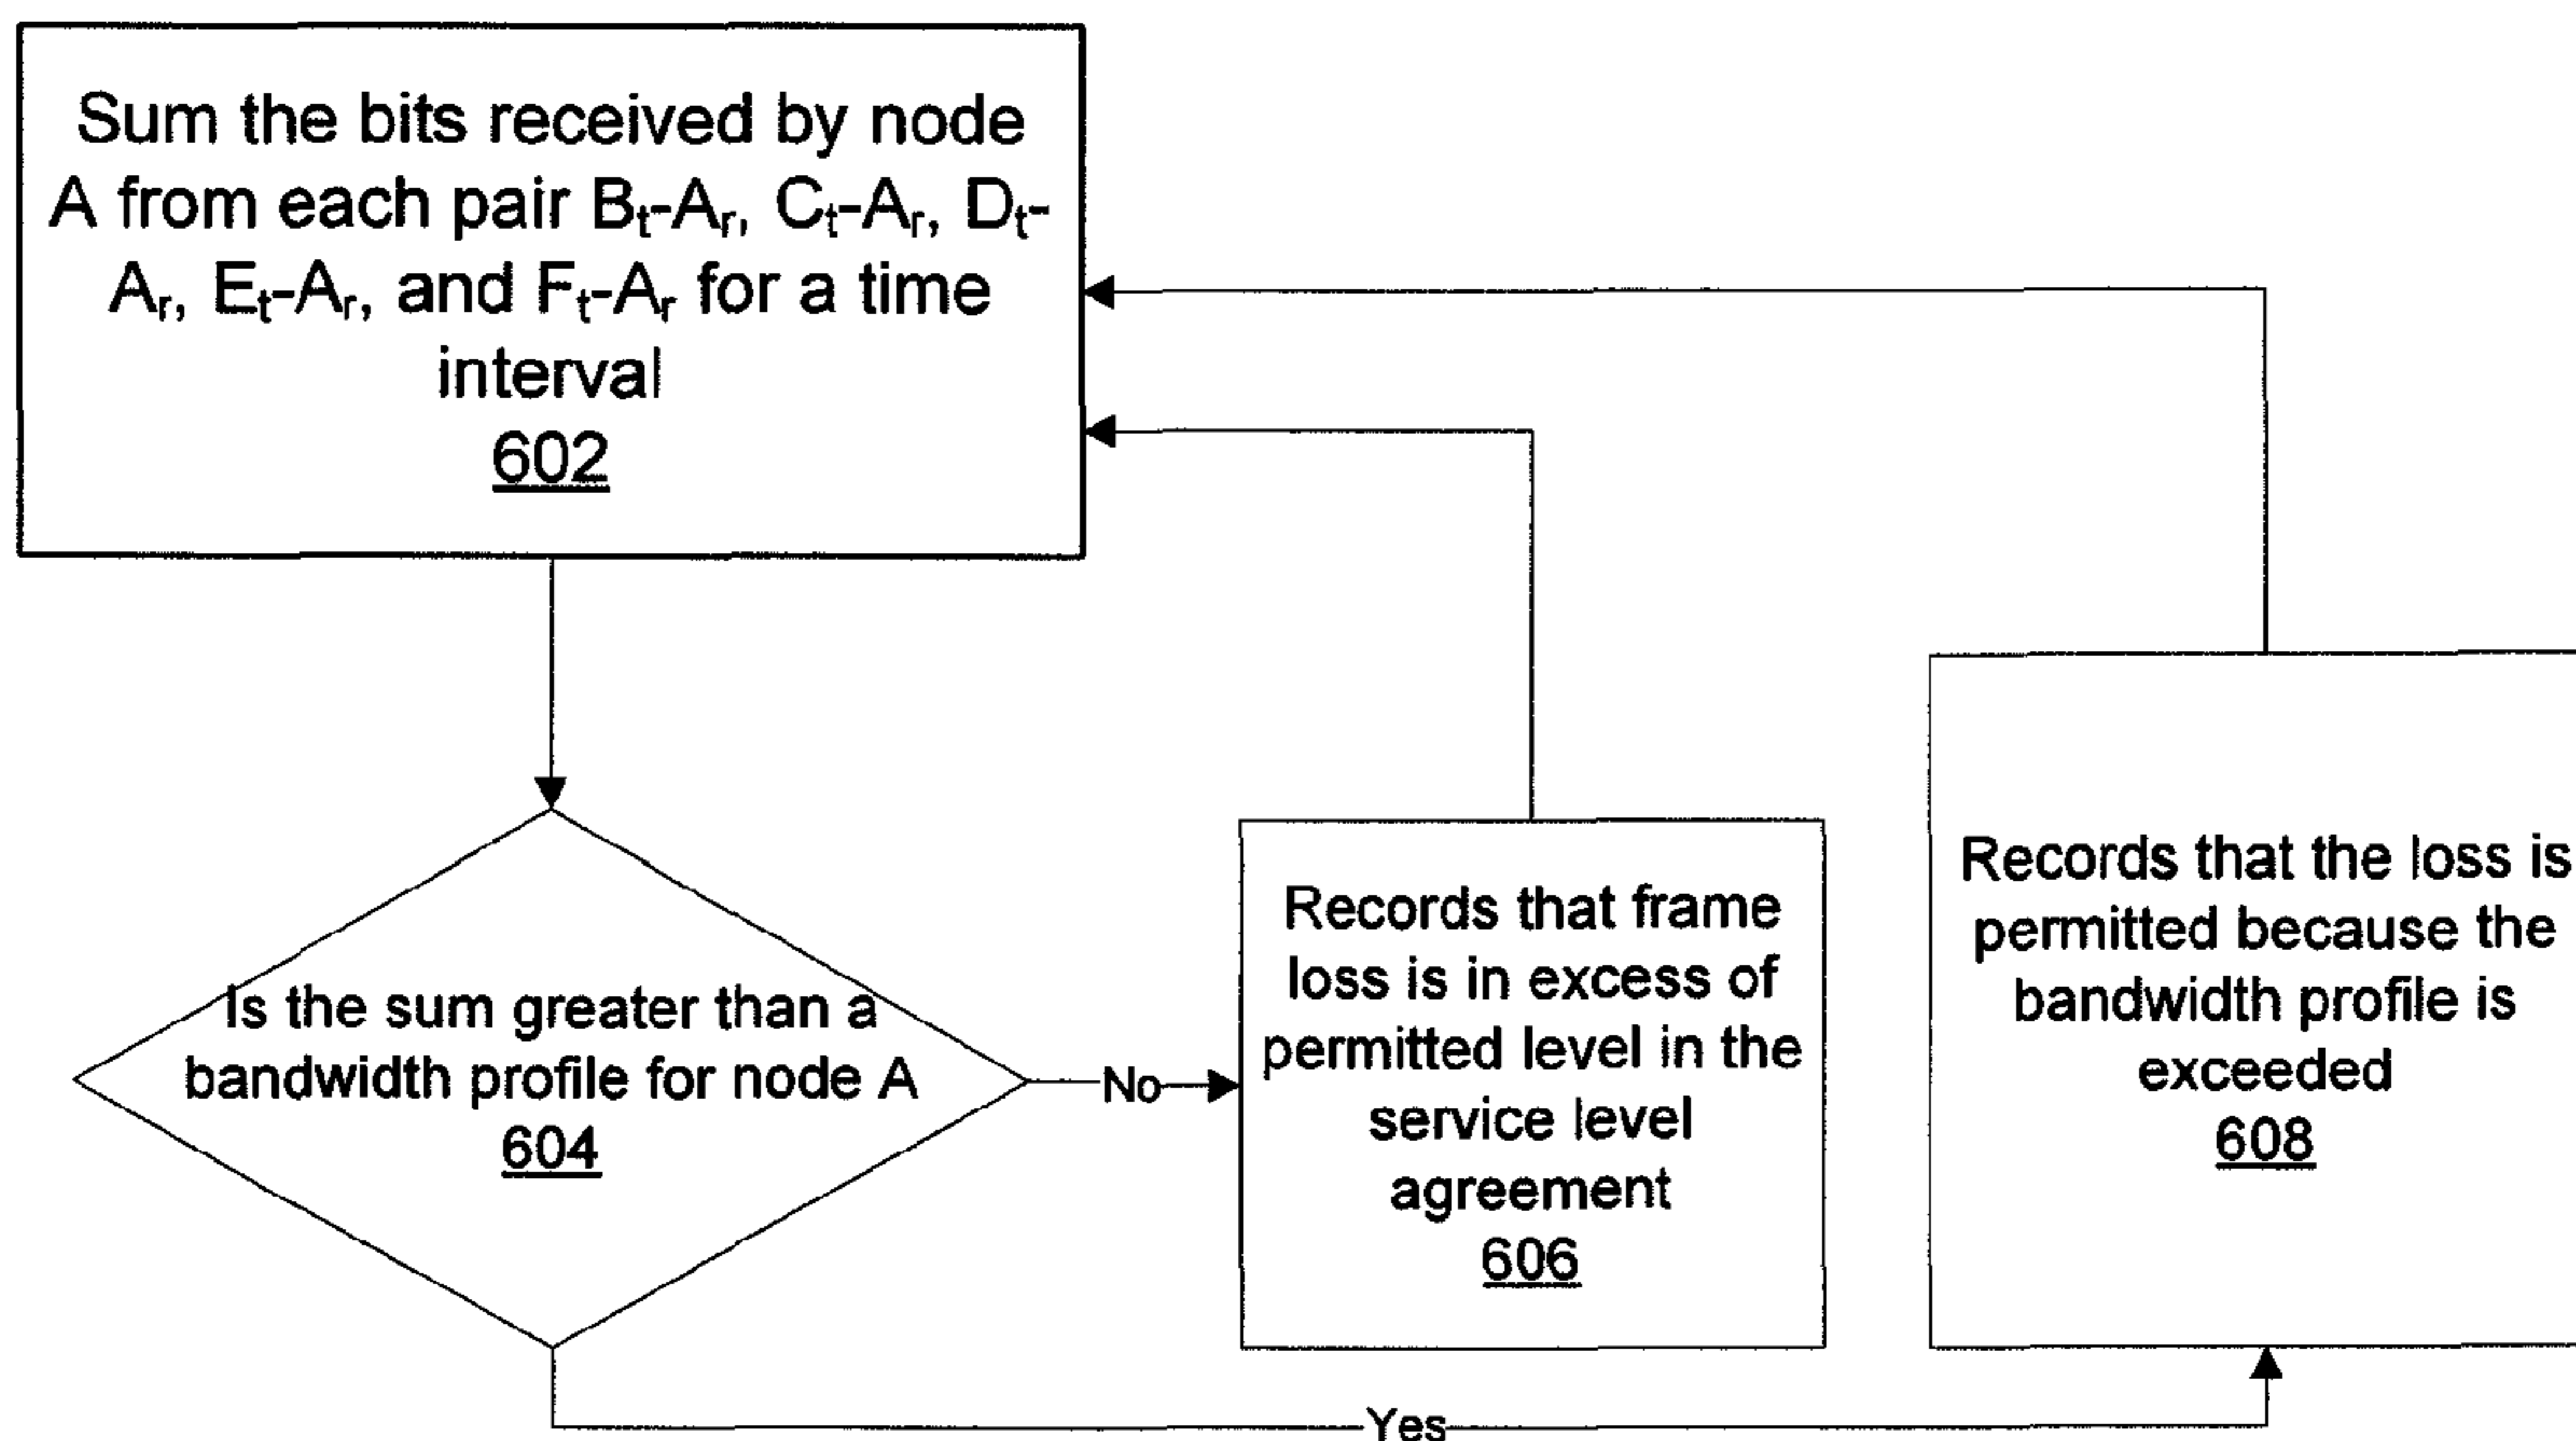 Sum the bits received by node
A from each pair Bₜ-Aᵣ, Cₜ-Aᵣ, Dₜ-
Aᵣ, Eₜ-Aᵣ, and Fₜ-Aᵣ for a time
interval
602
Is the sum greater than a
bandwidth profile for node A
604
No
Records that frame
loss is in excess of
permitted level in the
service level
agreement
606
Records that the loss is
permitted because the
bandwidth profile is
exceeded
608
Yes